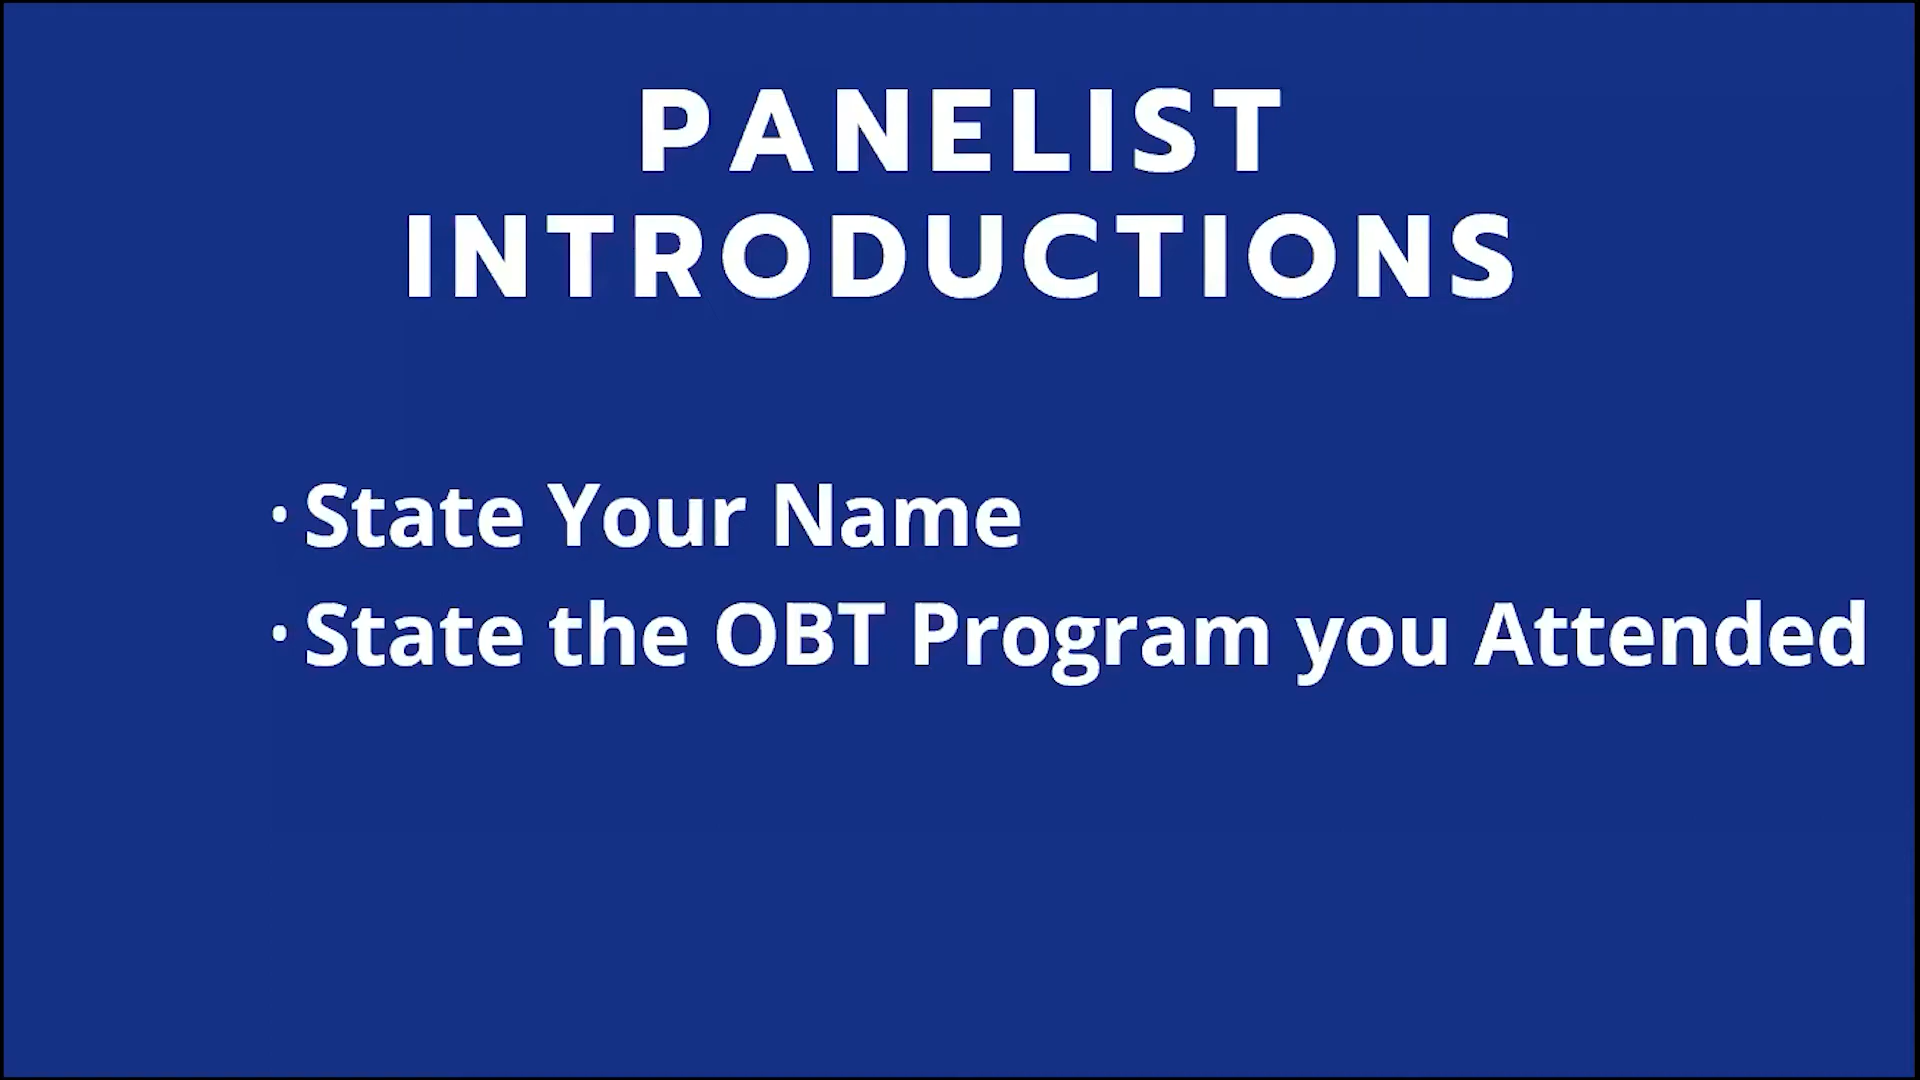 PANELIST
INTRODUCTIONS
· State Your Name
· State the OBT Program you Attended